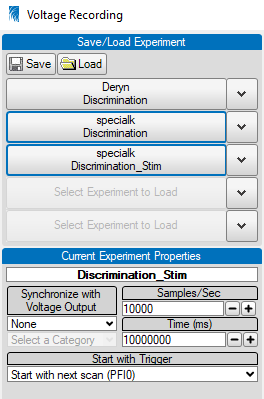 Voltage Recording
Save/Load Experiment
Save Load
Deryn
Discrimination
specialk
Discrimination
specialk
Discrimination_Stim
Select Experiment to Load
Select Experiment to Load
Current Experiment Properties
Discrimination_Stim
Synchronize with
Voltage Output
None
Select a Category
Samples/Sec
10000
Time (ms)
10000000
Start with Trigger
Start with next scan (PFI0)